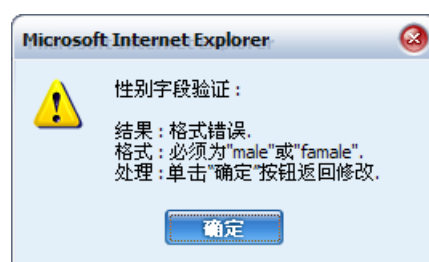 Microsoft Internet Explorer
性别字段验证：
结果：格式错误.
格式：必须为"male"或"famale".
处理：单击"确定"按钮返回修改.
确定